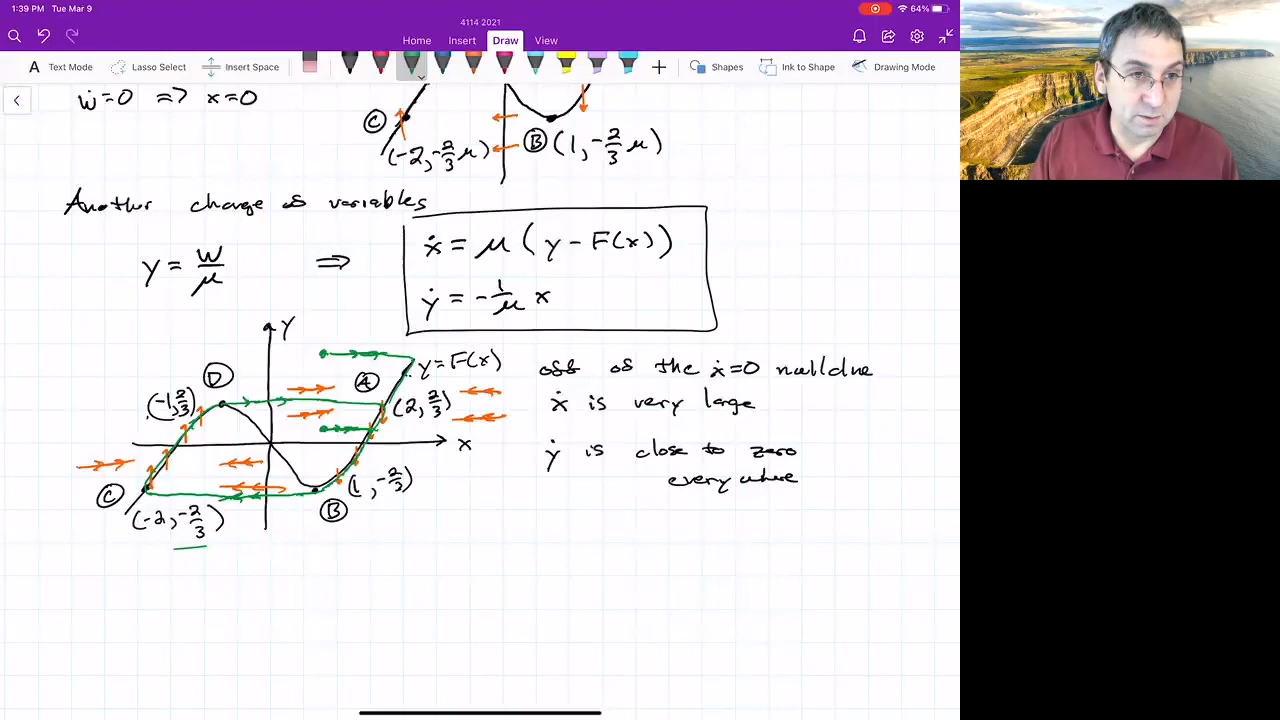 1:39 PM Tue Mar 9
64%
4114 2021
Home Insert Draw View
Text Mode Lasso Select Insert Space Shapes Ink to Shape Drawing Mode
ẇ=0 => x=0
C
(-2, -2/3 μ)
B (1, -2/3 μ)
Another change of variables
y = w/μ ⇒ ẋ = μ ( y - F(x) )
ẏ = -1/μ x
y
D
y=F(x)
A
(-1, 2/3)
(2, 2/3)
x
C
(-2, -2/3)
B
(1, -2/3)
off of the ẋ=0 nullcline
ẋ is very large
ẏ is close to zero
everywhere